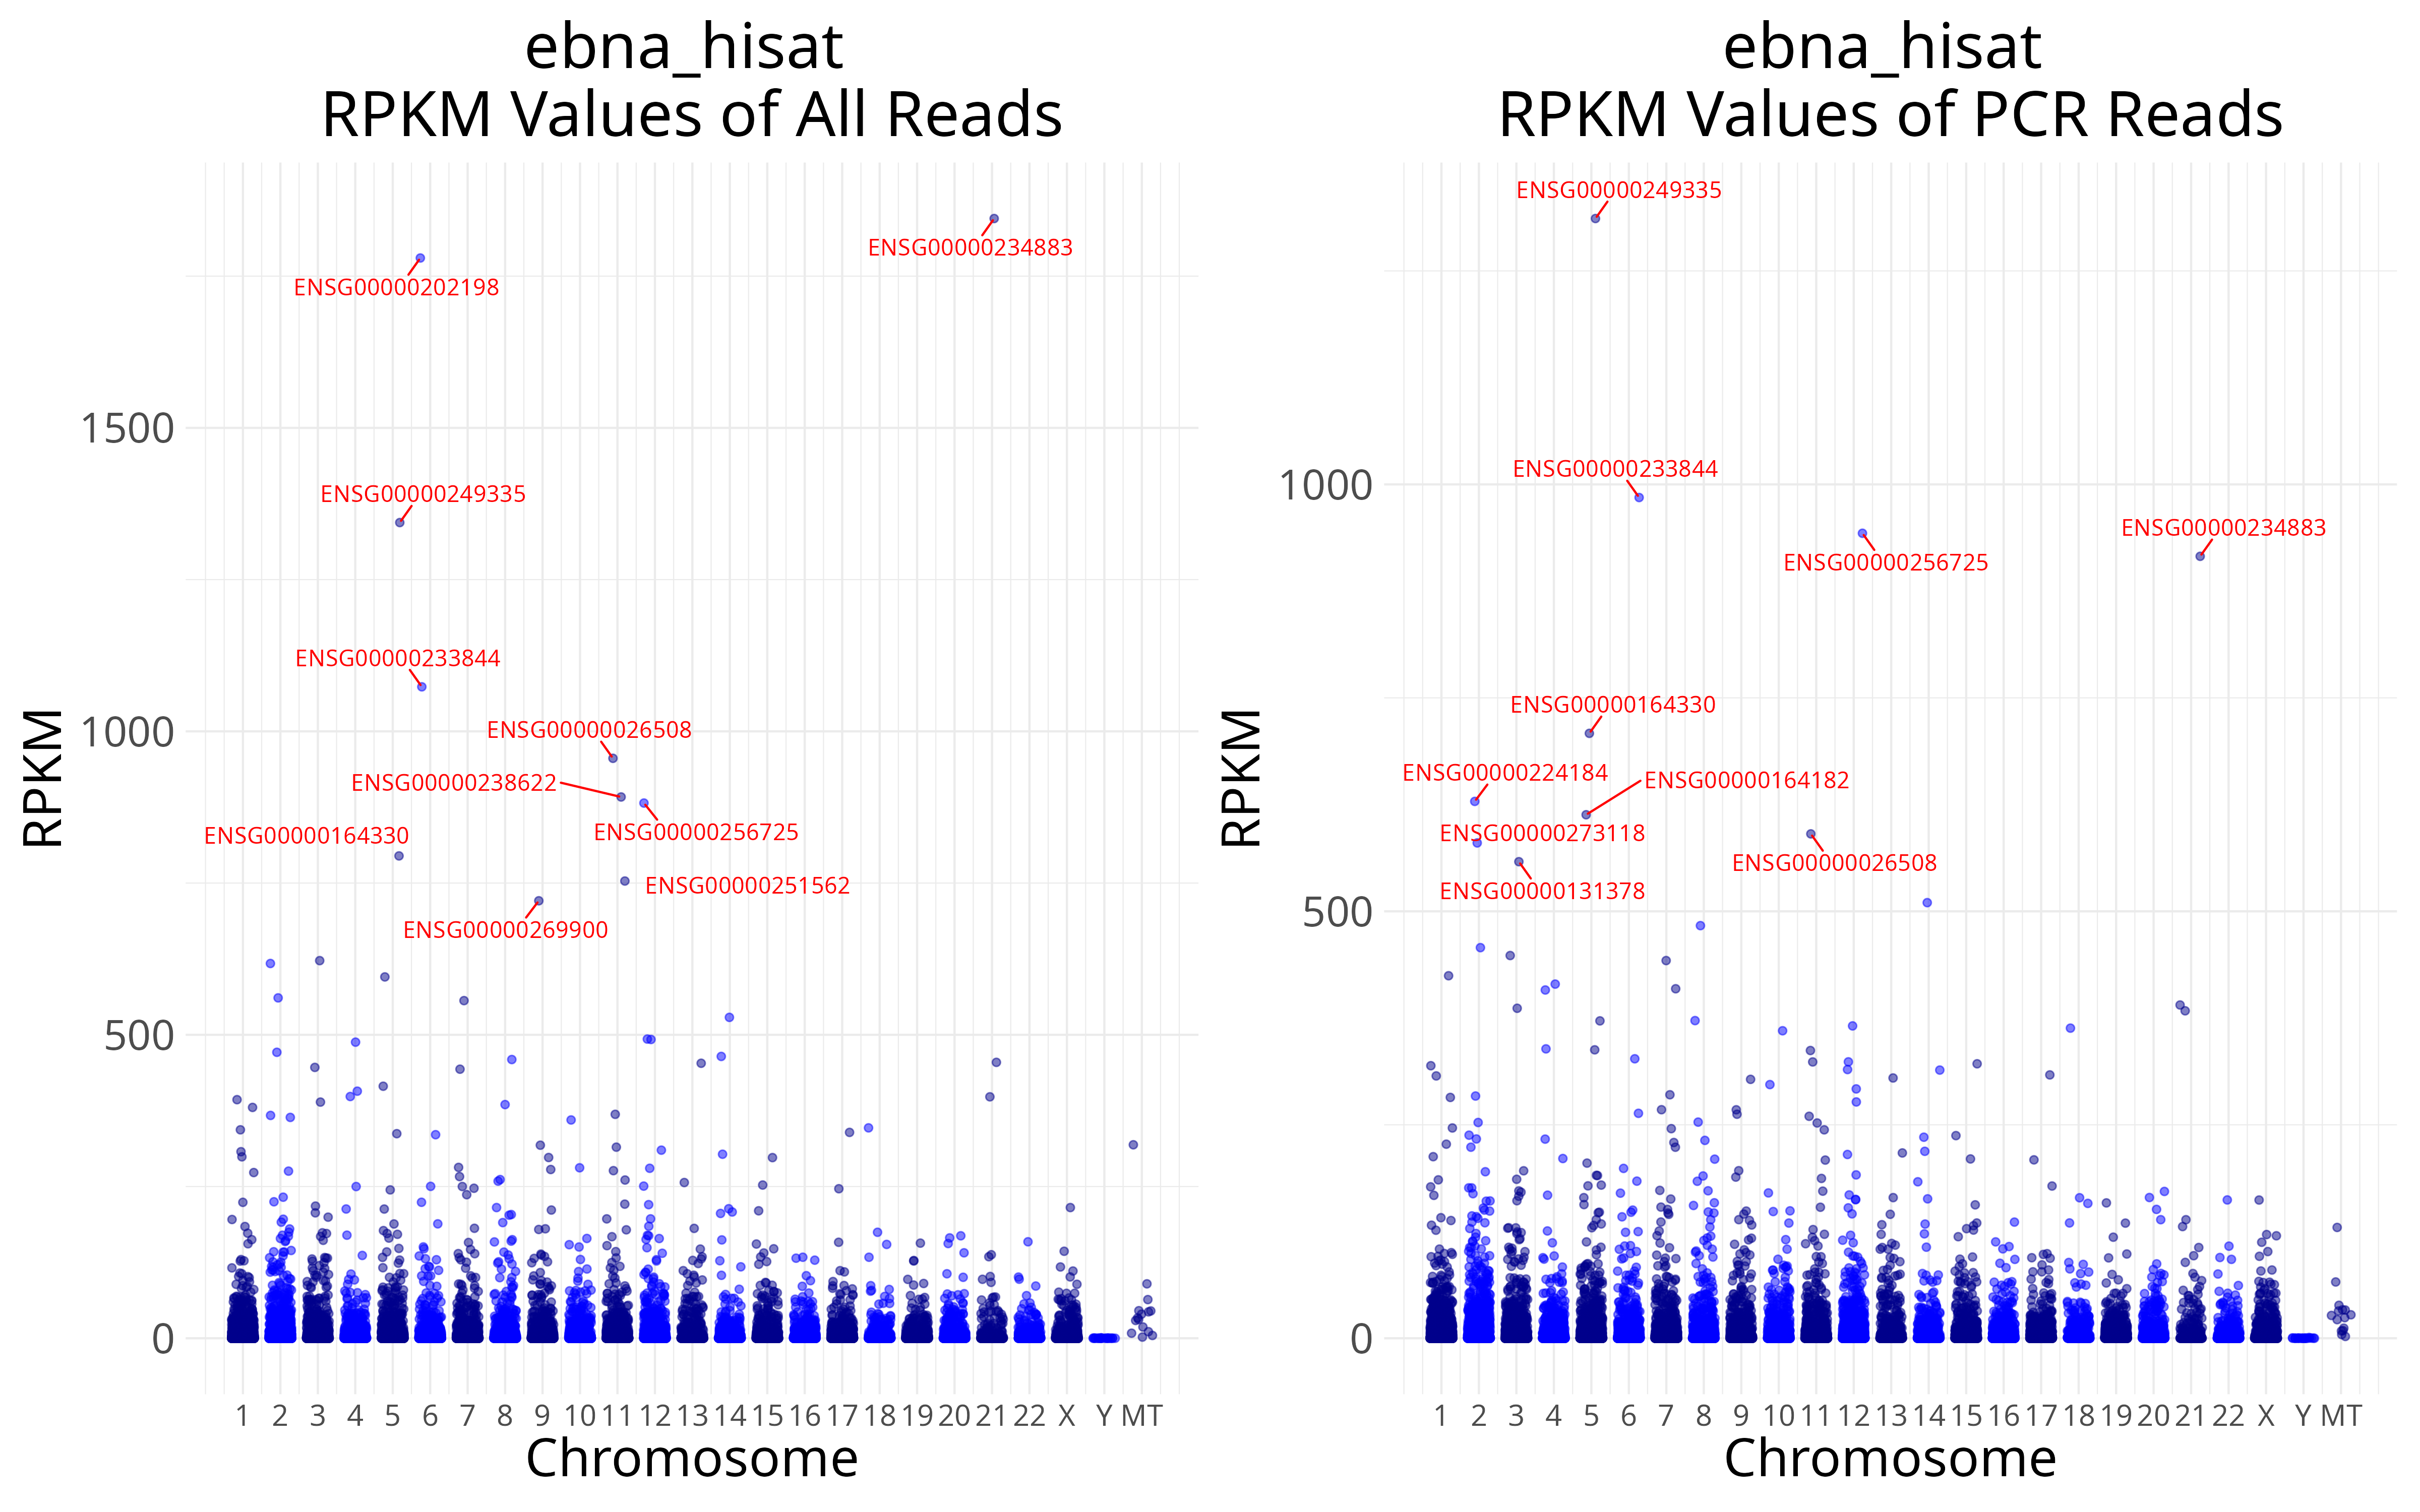 ebna_hisat
RPKM Values of All Reads
RPKM
1500
1000
500
0
ENSG00000234883
ENSG00000202198
ENSG00000249335
ENSG00000233844
ENSG00000026508
ENSG00000238622
ENSG00000256725
ENSG00000164330
ENSG00000251562
ENSG00000269900
1 2 3 4 5 6 7 8 9 10 11 12 13 14 15 16 17 18 19 20 21 22 X Y MT
Chromosome
ebna_hisat
RPKM Values of PCR Reads
RPKM
1000
500
0
ENSG00000249335
ENSG00000233844
ENSG00000234883
ENSG00000256725
ENSG00000164330
ENSG00000224184
ENSG00000164182
ENSG00000273118
ENSG00000026508
ENSG00000131378
1 2 3 4 5 6 7 8 9 10 11 12 13 14 15 16 17 18 19 20 21 22 X Y MT
Chromosome